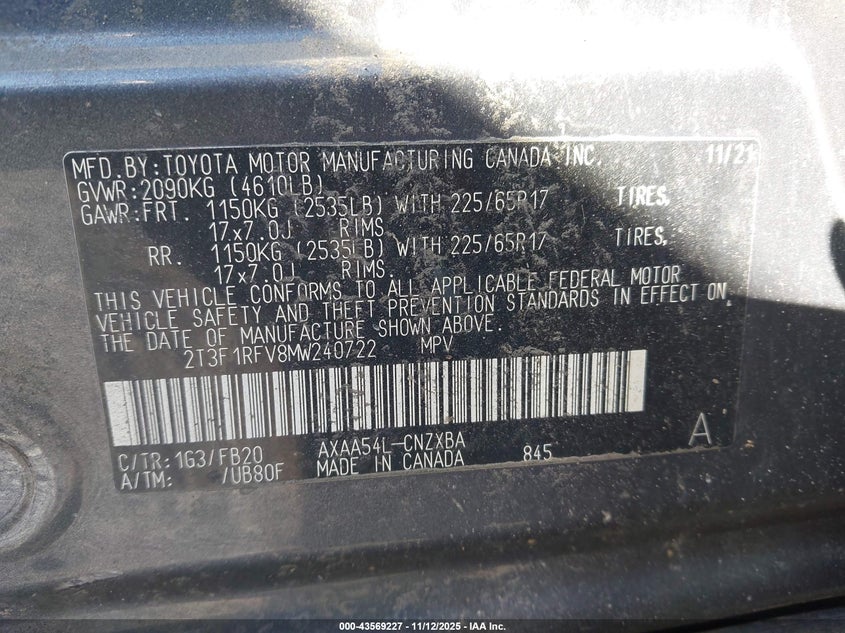 MFD.BY:TOYOTA MOTOR MANUFACTURING CANADA INC. 11/21
GVWR:2090KG (4610LB)
GAWR:FRT. 1150KG (2535LB) WITH 225/65R17 TIRES,
17x7.0J RIMS
RR. 1150KG (2535LB) WITH 225/65R17 TIRES,
17x7.0J RIMS
THIS VEHICLE CONFORMS TO ALL APPLICABLE FEDERAL MOTOR
VEHICLE SAFETY AND THEFT PREVENTION STANDARDS IN EFFECT ON
THE DATE OF MANUFACTURE SHOWN ABOVE.
2T3F1RFV8MW240722 MPV
C/TR:1G3/FB20 AXAA54L-CNZXBA 845 A
A/TM: /UB80F MADE IN CANADA
000-43569227 - 11/12/2025 - IAA Inc.